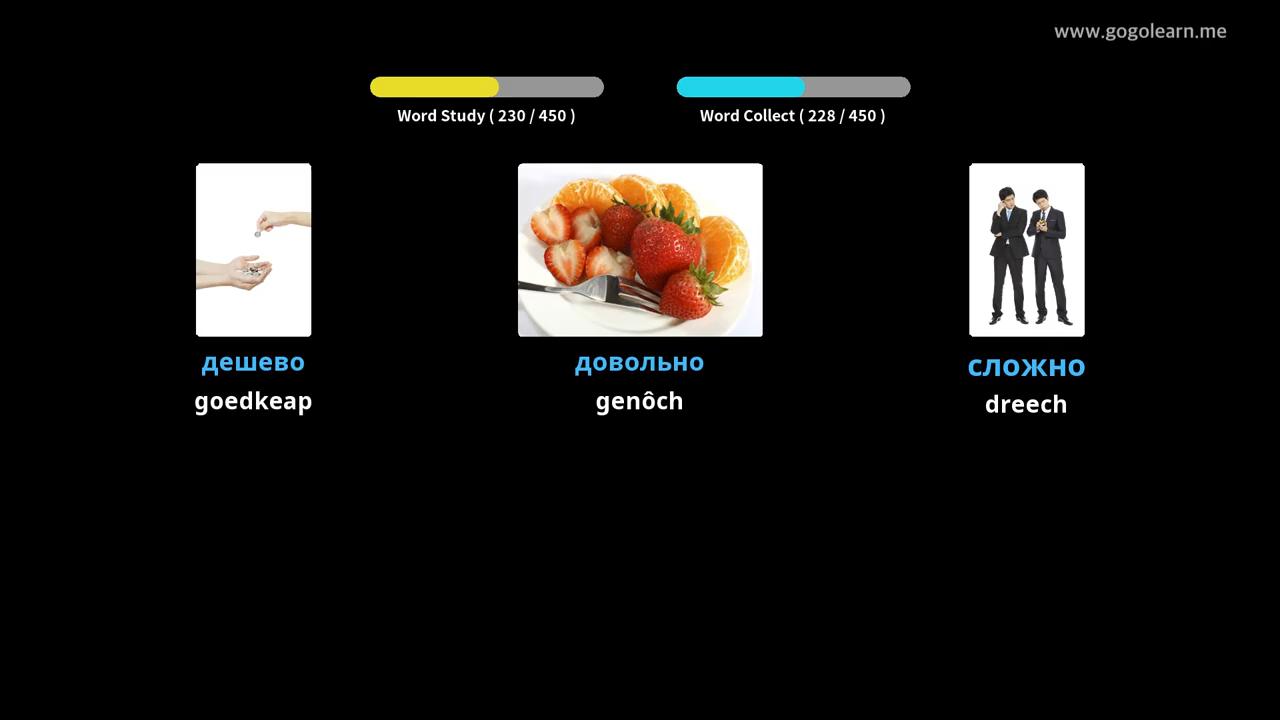 www.gogolearn.me
Word Study ( 230 / 450 )
Word Collect ( 228 / 450 )
дешево
goedkeap
довольно
genôch
сложно
dreech